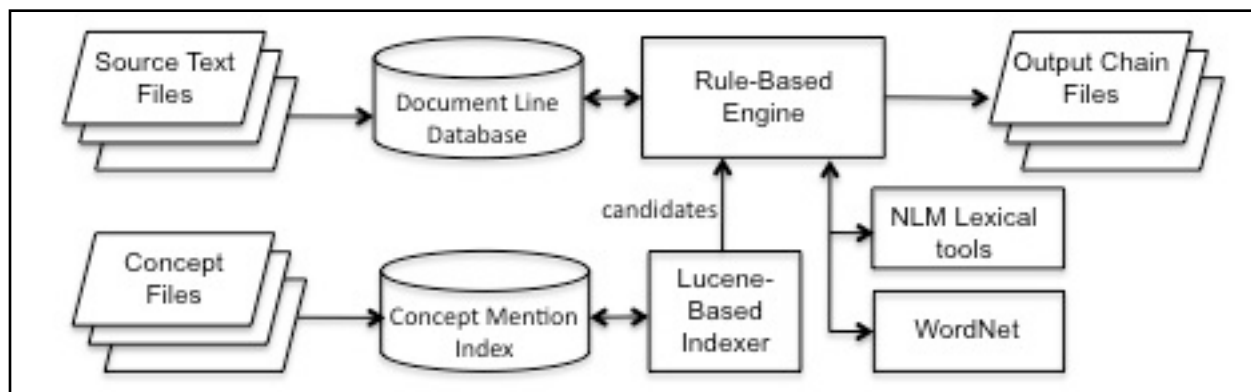 Source Text
Files
Document Line
Database
Rule-Based
Engine
Output Chain
Files
candidates
NLM Lexical
tools
Concept
Files
Concept Mention
Index
Lucene-
Based
Indexer
WordNet